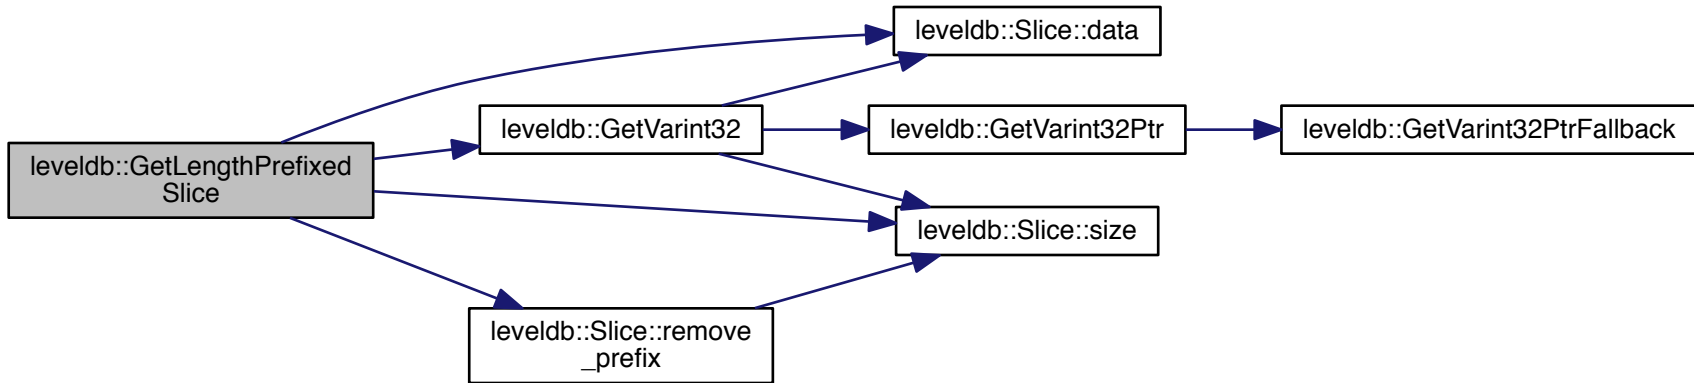 leveldb::Slice::data
leveldb::GetVarint32
leveldb::GetVarint32Ptr
leveldb::GetVarint32PtrFallback
leveldb::GetLengthPrefixed
Slice
leveldb::Slice::size
leveldb::Slice::remove
_prefix